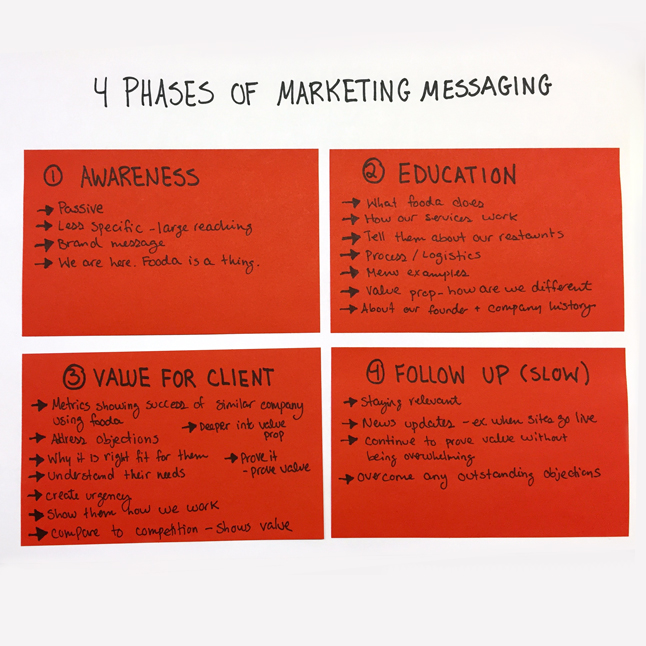 4 PHASES OF MARKETING MESSAGING
① AWARENESS
→ Passive
→ Less Specific - large reaching
→ Brand message
→ We are here. Fooda is a thing.
② EDUCATION
→ What fooda does
→ How our services work
→ Tell them about our restaunts
→ Process / Logistics
→ Menu examples
→ Value prop - how are we different
→ About our founder + company history
③ VALUE FOR CLIENT
→ Metrics showing success of similar company
using fooda
→ Deeper into value
prop
→ Address objections
→ Why it is right fit for them
→ Prove it
- prove value
→ Understand their needs
→ create urgency
→ Show them how we work
→ Compare to competition - Shows value
④ FOLLOW UP (SLOW)
→ Staying relevant
→ News updates - ex. when sites go live
→ Continue to prove value without
being overwhelming
→ Overcome any outstanding objections